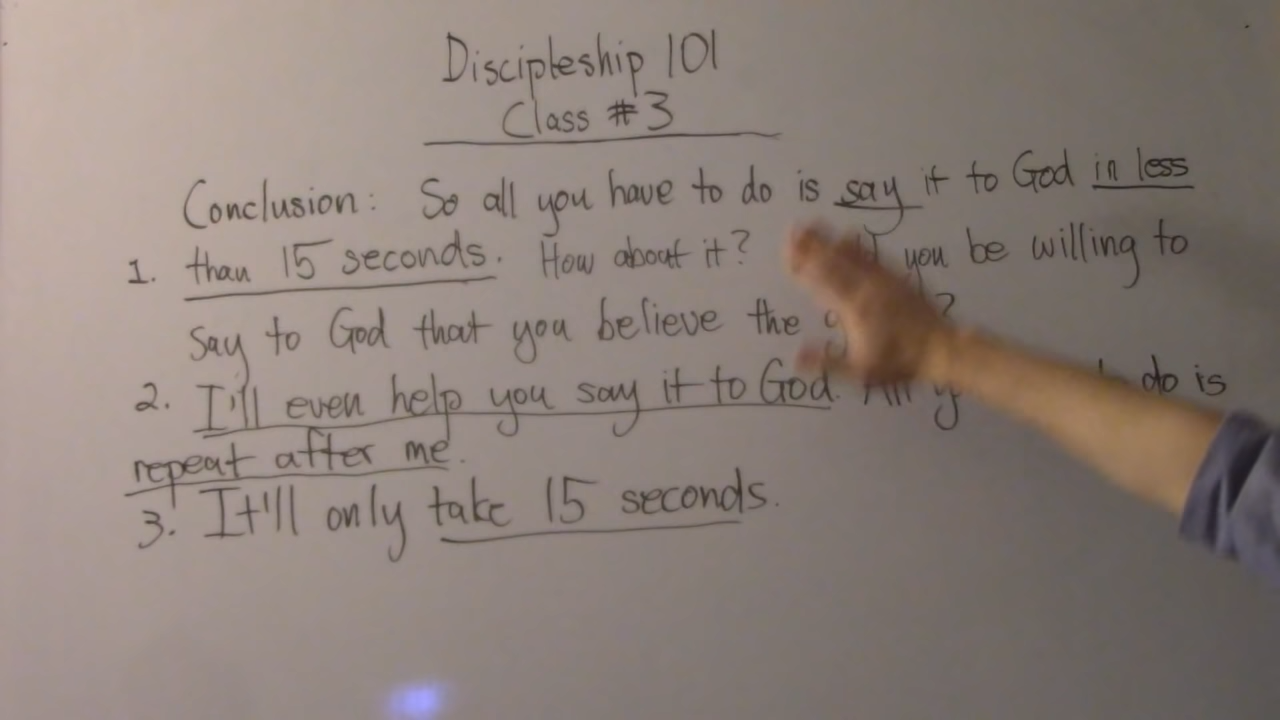 Discipleship 101
Class #3
Conclusion: So all you have to do is say it to God in less
1. than 15 seconds. How about it? you be willing to
say to God that you believe the ?
2. I'll even help you say it to God. All do is
repeat after me.
3. It'll only take 15 seconds.